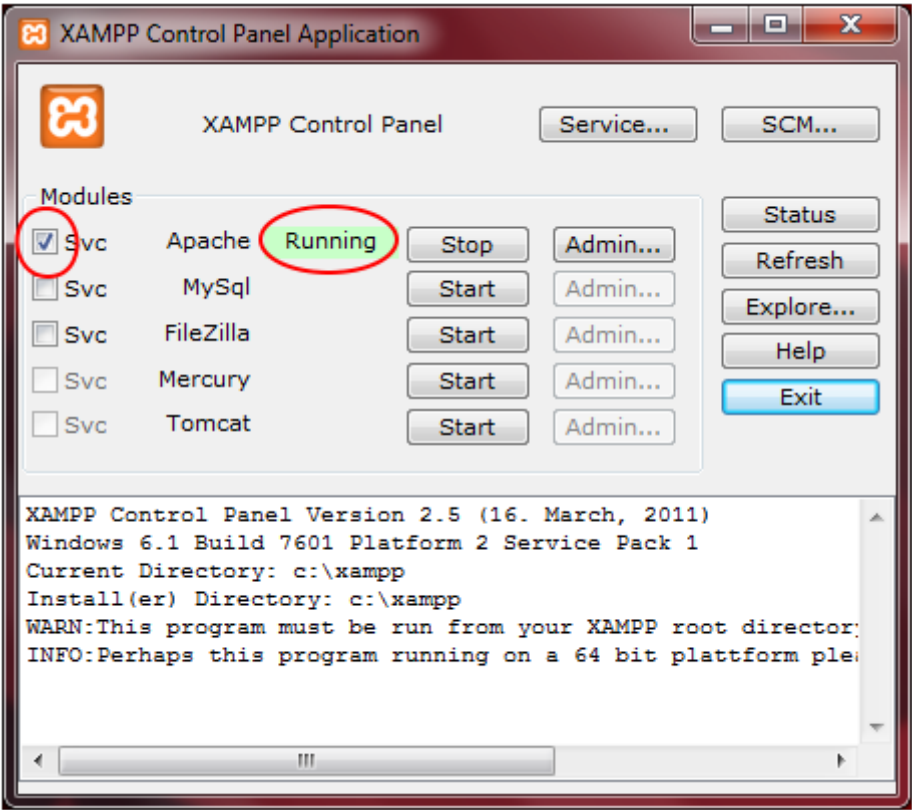 XAMPP Control Panel Application
XAMPP Control Panel Service... SCM...
Modules
Svc Apache Running Stop Admin...
Svc MySql Start Admin...
Svc FileZilla Start Admin...
Svc Mercury Start Admin...
Svc Tomcat Start Admin...
Status
Refresh
Explore...
Help
Exit
XAMPP Control Panel Version 2.5 (16. March, 2011)
Windows 6.1 Build 7601 Platform 2 Service Pack 1
Current Directory: c:\xampp
Install(er) Directory: c:\xampp
WARN:This program must be run from your XAMPP root
INFO:Perhaps this program running on a 64 bit plattform